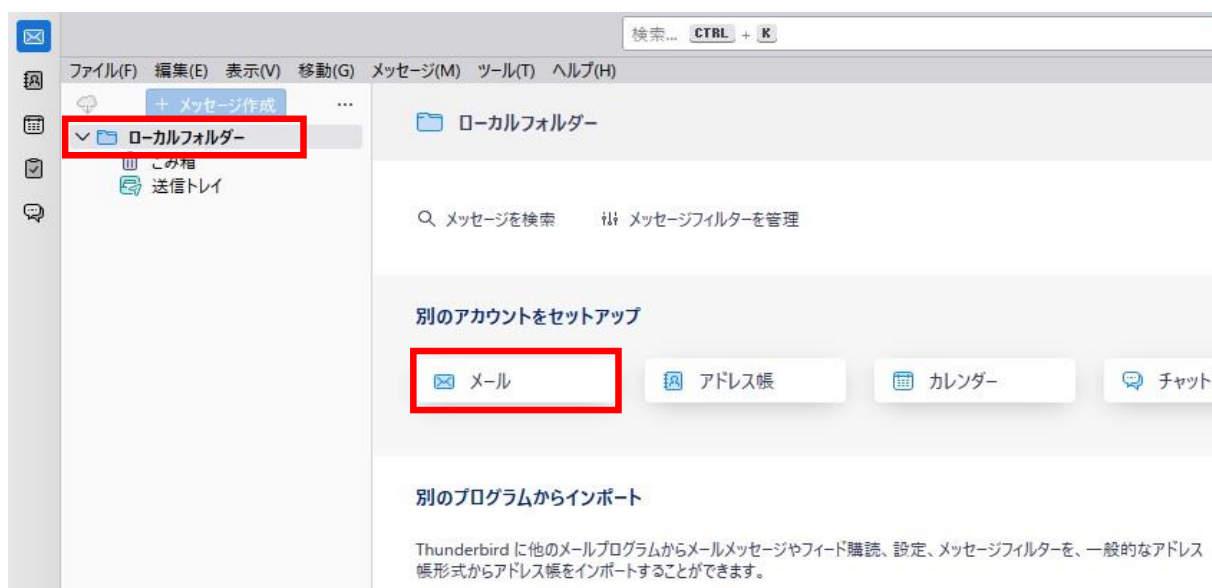 検索... CTRL + K
ファイル(F) 編集(E) 表示(V) 移動(G) メッセージ(M) ツール(T) ヘルプ(H)
+ メッセージ作成 ...
ローカルフォルダー
ごみ箱
送信トレイ
ローカルフォルダー
メッセージを検索 メッセージフィルターを管理
別のアカウントをセットアップ
メール アドレス帳 カレンダー チャット
別のプログラムからインポート
Thunderbird に他のメールプログラムからメールメッセージやフィード購読、設定、メッセージフィルターを、一般的なアドレス
帳形式からアドレス帳をインポートすることができます。